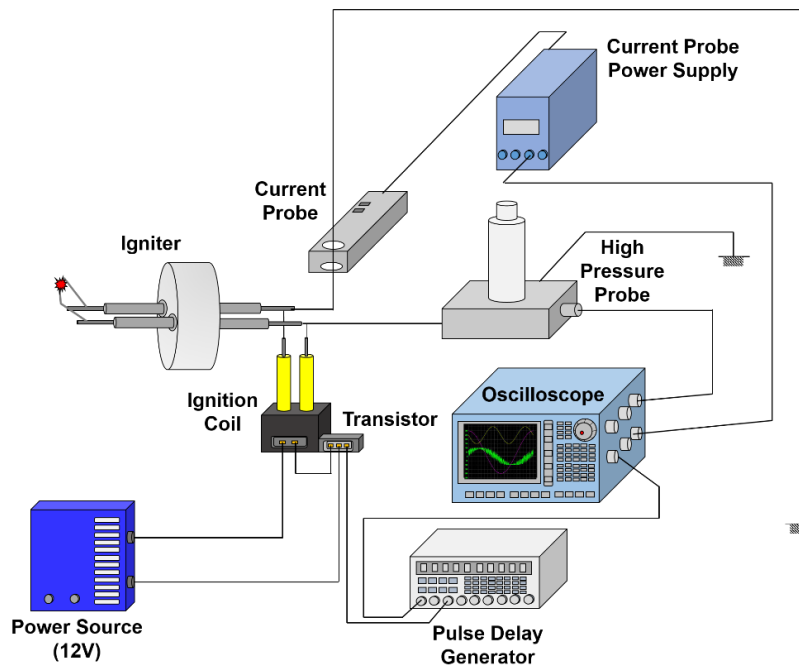 Current Probe
Power Supply
Current
Probe
Igniter
High
Pressure
Probe
Ignition
Coil
Transistor
Oscilloscope
Power Source
(12V)
Pulse Delay
Generator